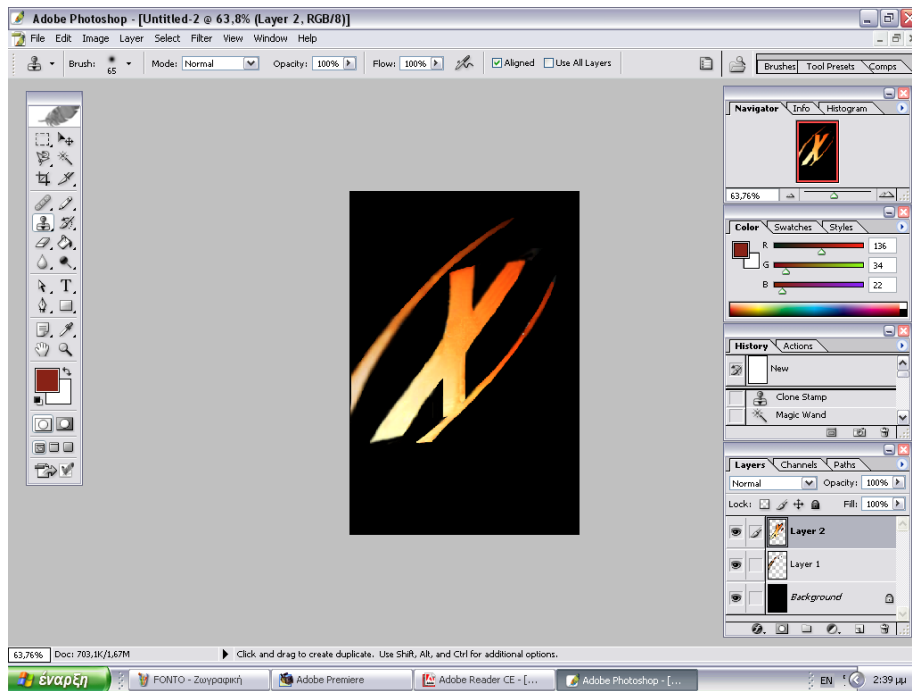 Adobe Photoshop - [Untitled-2 @ 63,8% (Layer 2, RGB/8)]
File Edit Image Layer Select Filter View Window Help
Brush: 65 Mode: Normal Opacity: 100% Flow: 100% Aligned Use All Layers Brushes Tool Presets Comps
Navigator Info Histogram
63,76%
Color Swatches Styles
R 136
G 34
B 22
History Actions
New
Clone Stamp
Magic Wand
Layers Channels Paths
Normal Opacity: 100%
Lock: Fill: 100%
Layer 2
Layer 1
Background
T
X
63,76% Doc: 703,1K/1,67M Click and drag to create duplicate. Use Shift, Alt, and Ctrl for additional options.
έναρξη FONTO - Ζωγραφική Adobe Premiere Adobe Reader CE - [... Adobe Photoshop - [... EN 2:39 μμ